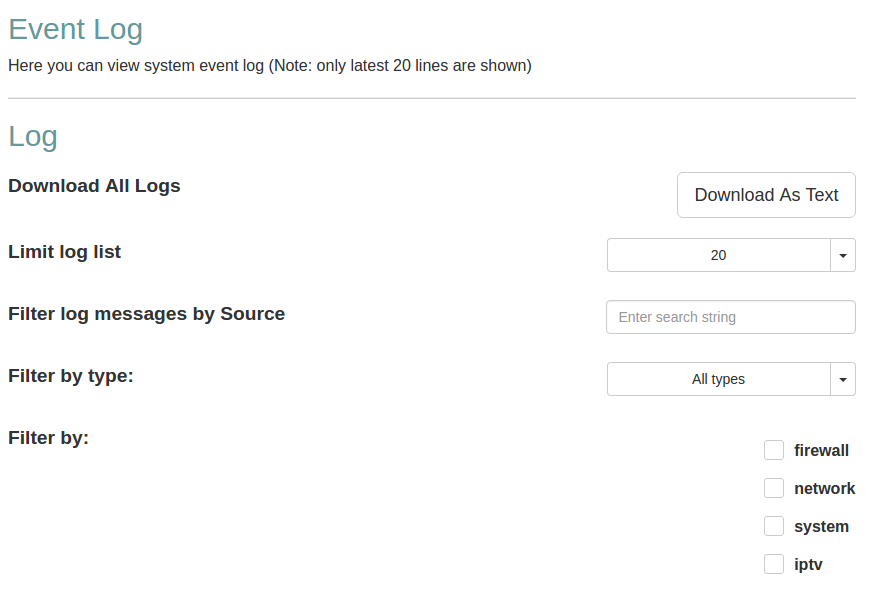 Event Log
Here you can view system event log (Note: only latest 20 lines are shown)
Log
Download All Logs
Download As Text
Limit log list
20
Filter log messages by Source
Enter search string
Filter by type:
All types
Filter by:
firewall
network
system
iptv